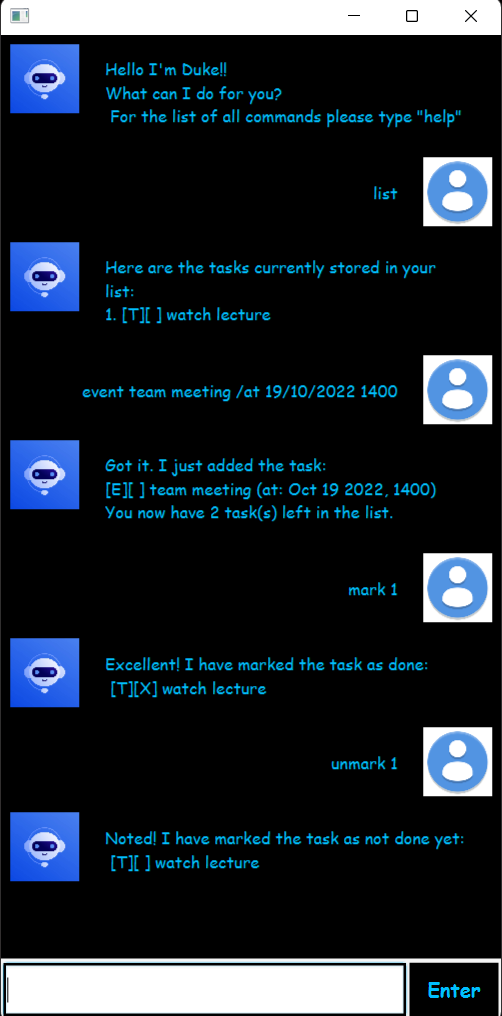 Hello I'm Duke!!
What can I do for you?
For the list of all commands please type "help"
list
Here are the tasks currently stored in your
list:
1. [T][ ] watch lecture
event team meeting /at 19/10/2022 1400
Got it. I just added the task:
[E][ ] team meeting (at: Oct 19 2022, 1400)
You now have 2 task(s) left in the list.
mark 1
Excellent! I have marked the task as done:
[T][X] watch lecture
unmark 1
Noted! I have marked the task as not done yet:
[T][ ] watch lecture
Enter